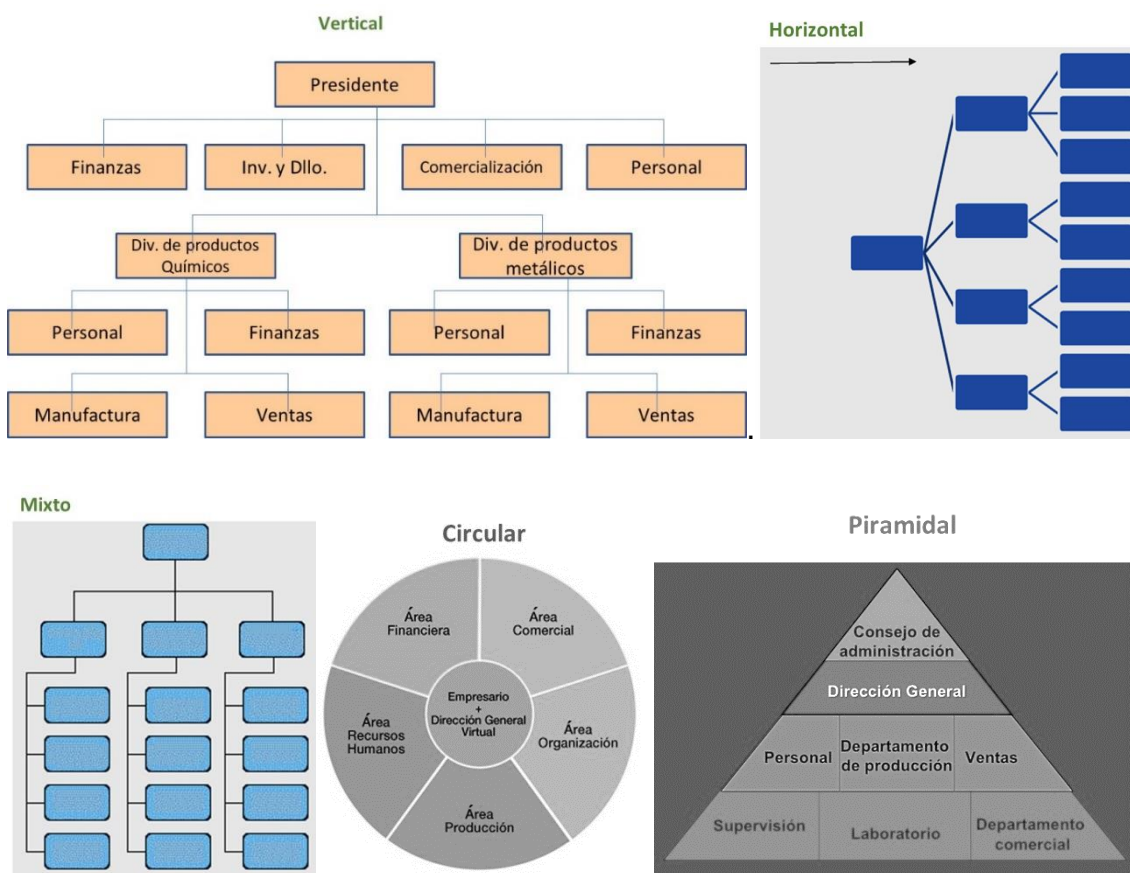 Vertical
Presidente
Finanzas
Inv. y Dllo.
Comercialización
Personal
Div. de productos
Químicos
Div. de productos
metálicos
Personal
Finanzas
Personal
Finanzas
Manufactura
Ventas
Manufactura
Ventas
.
Horizontal
Mixto
Circular
Área
Financiera
Área
Comercial
Empresario
+
Dirección General
Virtual
Área
Recursos
Humanos
Área
Organización
Área
Producción
Piramidal
Consejo de
administración
Dirección General
Personal
Departamento
de producción
Ventas
Supervisión
Laboratorio
Departamento
comercial